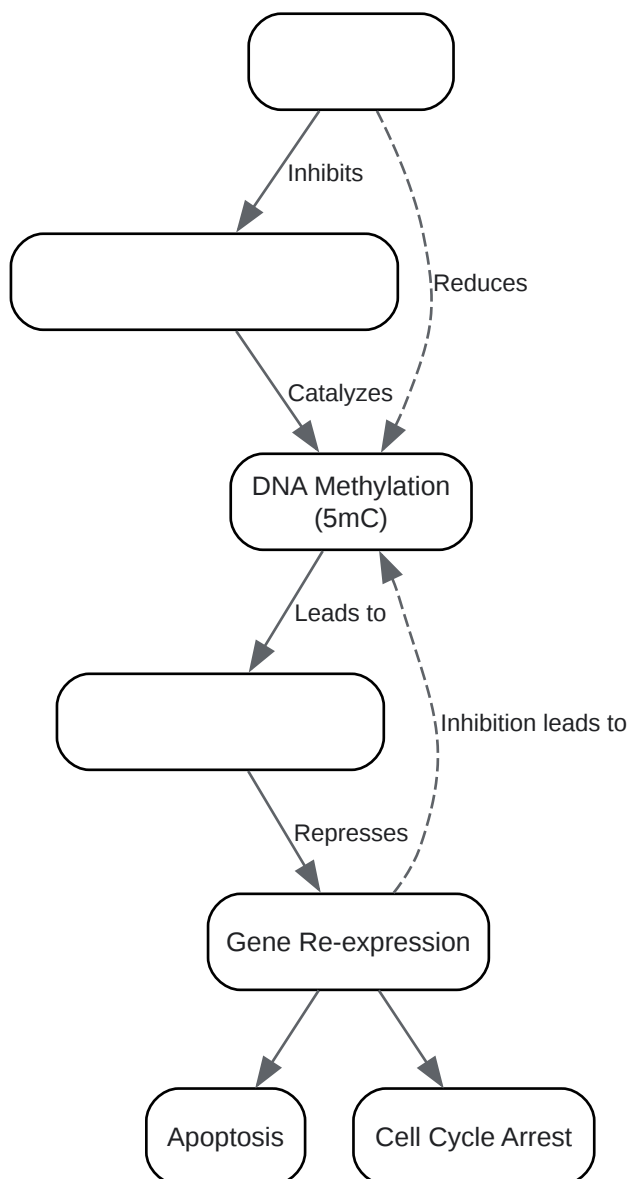 Inhibits
Reduces
Catalyzes
DNA Methylation
(5mC)
Leads to
Inhibition leads to
Represses
Gene Re-expression
Apoptosis
Cell Cycle Arrest